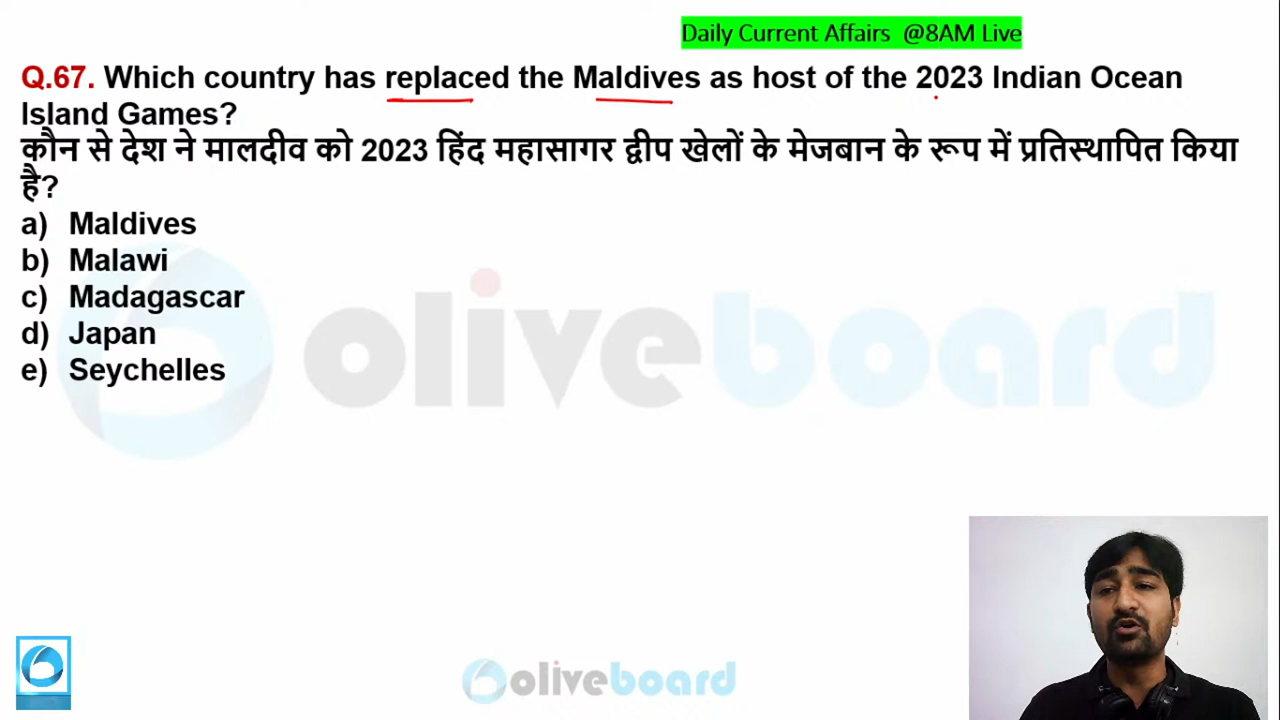 Daily Current Affairs @8AM Live
Q.67. Which country has replaced the Maldives as host of the 2023 Indian Ocean
Island Games?
कौन से देश ने मालदीव को 2023 हिंद महासागर द्वीप खेलों के मेजबान के रूप में प्रतिस्थापित किया
है?
a) Maldives
b) Malawi
c) Madagascar
d) Japan
e) Seychelles
oliveboard
oliveboard